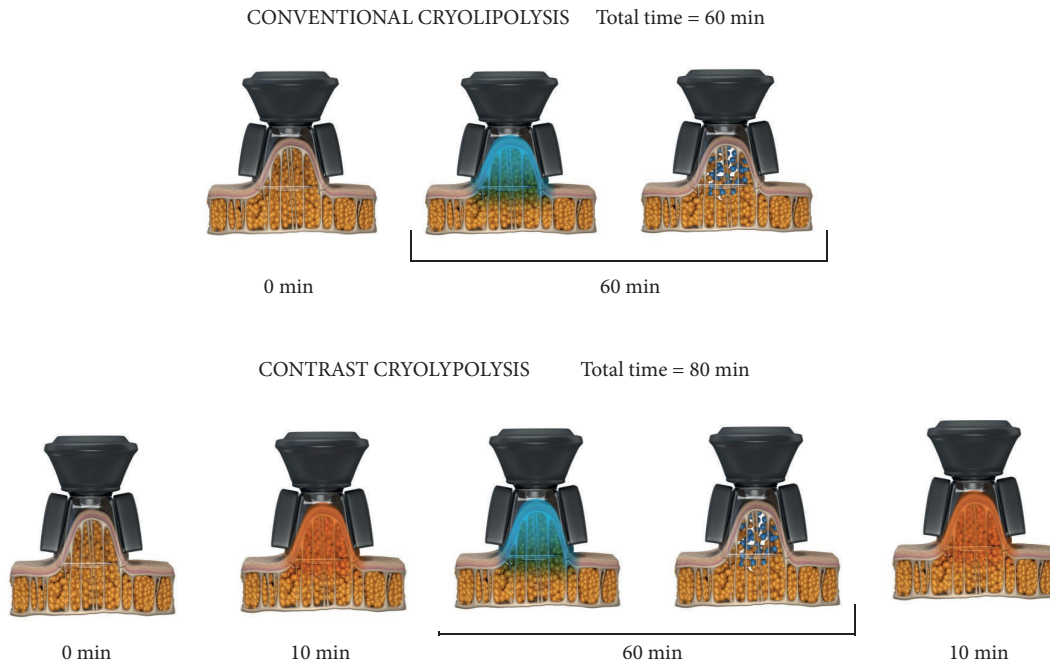 CONVENTIONAL CRYOLIPOLYSIS Total time = 60 min
0 min 60 min
CONTRAST CRYOLYPOLYSIS Total time = 80 min
0 min 10 min 60 min 10 min